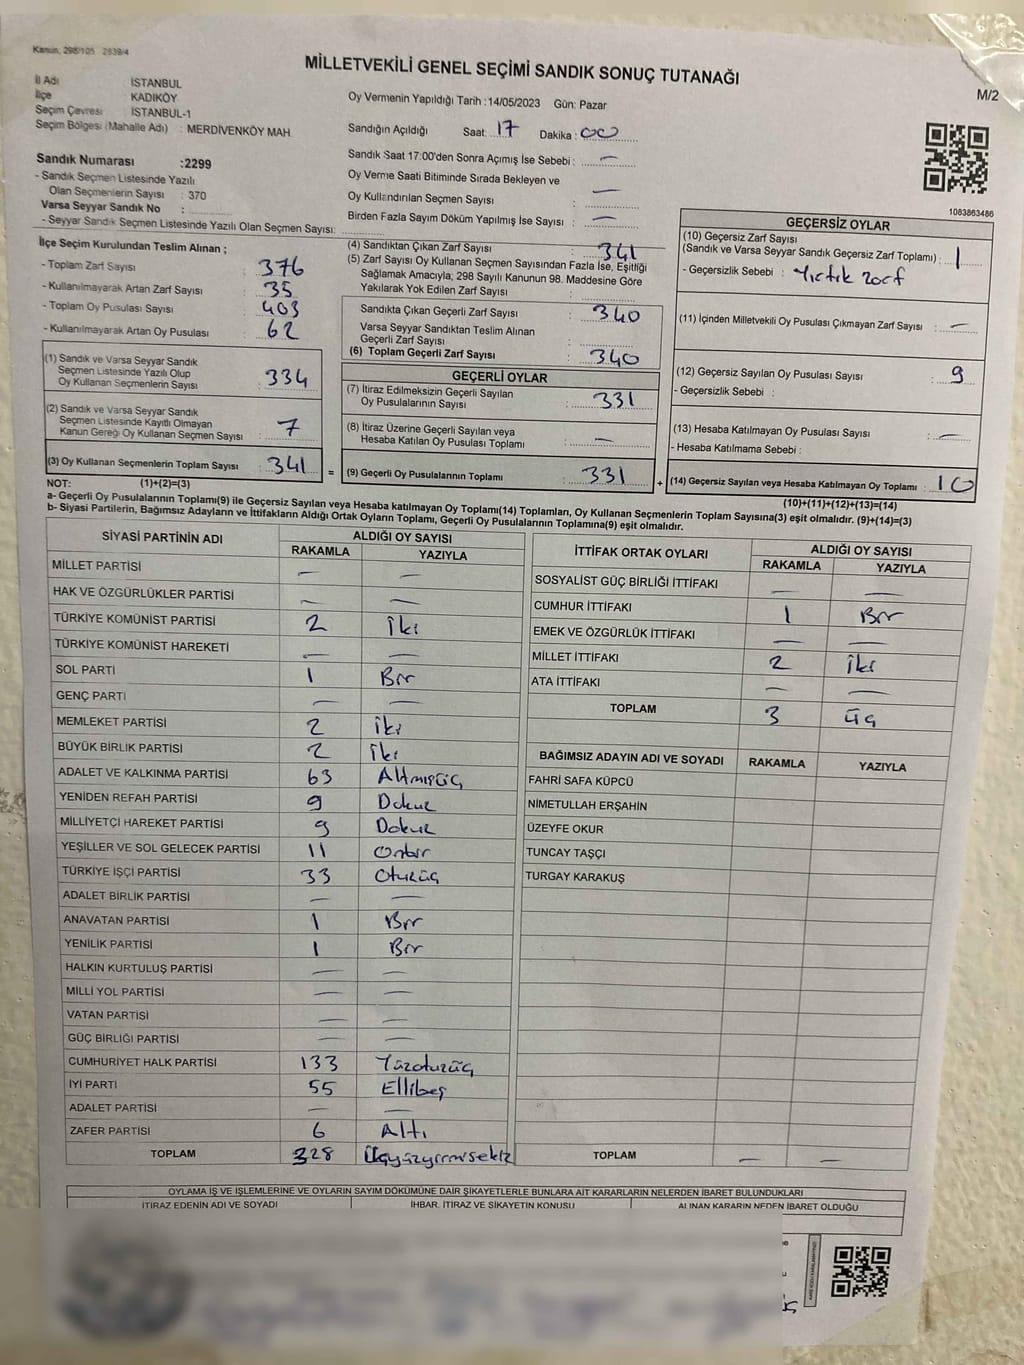 Kanun: 298/105 2839/4
MİLLETVEKİLİ GENEL SEÇİMİ SANDIK SONUÇ TUTANAĞI
M/2
İl Adı İSTANBUL
İlçe KADIKÖY
Seçim Çevresi İSTANBUL-1
Seçim Bölgesi (Mahalle Adı) : MERDİVENKÖY MAH.
Sandık Numarası :2299
- Sandık Seçmen Listesinde Yazılı
Olan Seçmenlerin Sayısı : 370
Varsa Seyyar Sandık No :
- Seyyar Sandık Seçmen Listesinde Yazılı Olan Seçmen Sayısı:
Oy Vermenin Yapıldığı Tarih :14/05/2023 Gün: Pazar
Sandığın Açıldığı Saat: 17 Dakika : 00
Sandık Saat 17:00'den Sonra Açımış İse Sebebi : —
Oy Verme Saati Bitiminde Sırada Bekleyen ve
Oy Kullandırılan Seçmen Sayısı : —
Birden Fazla Sayım Döküm Yapılmış İse Sayısı : —
1083863486
İlçe Seçim Kurulundan Teslim Alınan ;
- Toplam Zarf Sayısı : 376
- Kullanılmayarak Artan Zarf Sayısı : 35
- Toplam Oy Pusulası Sayısı : 403
- Kullanılmayarak Artan Oy Pusulası : 62
(1) Sandık ve Varsa Seyyar Sandık
Seçmen Listesinde Yazılı Olup
Oy Kullanan Seçmenlerin Sayısı : 334
(2) Sandık ve Varsa Seyyar Sandık
Seçmen Listesinde Kayıtlı Olmayan
Kanun Gereği Oy Kullanan Seçmen Sayısı : 7
(3) Oy Kullanan Seçmenlerin Toplam Sayısı : 341
(4) Sandıktan Çıkan Zarf Sayısı : 341
(5) Zarf Sayısı Oy Kullanan Seçmen Sayısından Fazla İse, Eşitliği
Sağlamak Amacıyla, 298 Sayılı Kanunun 98. Maddesine Göre
Yakılarak Yok Edilen Zarf Sayısı :
Sandıkta Çıkan Geçerli Zarf Sayısı : 340
Varsa Seyyar Sandıktan Teslim Alınan
Geçerli Zarf Sayısı :
(6) Toplam Geçerli Zarf Sayısı : 340
GEÇERLİ OYLAR
(7) İtiraz Edilmeksizin Geçerli Sayılan
Oy Pusulalarının Sayısı : 331
(8) İtiraz Üzerine Geçerli Sayılan veya
Hesaba Katılan Oy Pusulası Toplamı : —
= (9) Geçerli Oy Pusulalarının Toplamı : 331
GEÇERSİZ OYLAR
(10) Geçersiz Zarf Sayısı
(Sandık ve Varsa Seyyar Sandık Geçersiz Zarf Toplamı) : 1
- Geçersizlik Sebebi : Yırtık zarf
(11) İçinden Milletvekili Oy Pusulası Çıkmayan Zarf Sayısı : —
(12) Geçersiz Sayılan Oy Pusulası Sayısı : 9
- Geçersizlik Sebebi :
(13) Hesaba Katılmayan Oy Pusulası Sayısı : —
- Hesaba Katılmama Sebebi :
+ (14) Geçersiz Sayılan veya Hesaba Katılmayan Oy Toplamı : 10
NOT: (1)+(2)=(3)
(10)+(11)+(12)+(13)=(14)
a- Geçerli Oy Pusulalarının Toplamı(9) ile Geçersiz Sayılan veya Hesaba katılmayan Oy Toplamı(14) Toplamları, Oy Kullanan Seçmenlerin Toplam Sayısına(3) eşit olmalıdır. (9)+(14)=(3)
b- Siyasi Partilerin, Bağımsız Adayların ve İttifakların Aldığı Ortak Oyların Toplamı, Geçerli Oy Pusulalarının Toplamına(9) eşit olmalıdır.
SİYASİ PARTİNİN ADI ALDIĞI OY SAYISI
RAKAMLA YAZIYLA
MİLLET PARTİSİ — —
HAK VE ÖZGÜRLÜKLER PARTİSİ — —
TÜRKİYE KOMÜNİST PARTİSİ 2 İki
TÜRKİYE KOMÜNİST HAREKETİ — —
SOL PARTİ 1 Bir
GENÇ PARTİ — —
MEMLEKET PARTİSİ 2 İki
BÜYÜK BİRLİK PARTİSİ 2 İki
ADALET VE KALKINMA PARTİSİ 63 Altmışüç
YENİDEN REFAH PARTİSİ 9 Dokuz
MİLLİYETÇİ HAREKET PARTİSİ 9 Dokuz
YEŞİLLER VE SOL GELECEK PARTİSİ 11 Onbir
TÜRKİYE İŞÇİ PARTİSİ 33 Otuzüç
ADALET BİRLİK PARTİSİ — —
ANAVATAN PARTİSİ 1 Bir
YENİLİK PARTİSİ 1 Bir
HALKIN KURTULUŞ PARTİSİ — —
MİLLİ YOL PARTİSİ — —
VATAN PARTİSİ — —
GÜÇ BİRLİĞİ PARTİSİ — —
CUMHURİYET HALK PARTİSİ 133 Yüzotuzüç
İYİ PARTİ 55 Ellibeş
ADALET PARTİSİ — —
ZAFER PARTİSİ 6 Altı
TOPLAM 328 Üçyüzyirmisekiz
İTTİFAK ORTAK OYLARI ALDIĞI OY SAYISI
RAKAMLA YAZIYLA
SOSYALİST GÜÇ BİRLİĞİ İTTİFAKI — —
CUMHUR İTTİFAKI 1 Bir
EMEK VE ÖZGÜRLÜK İTTİFAKI — —
MİLLET İTTİFAKI 2 İki
ATA İTTİFAKI — —
TOPLAM 3 Üç
BAĞIMSIZ ADAYIN ADI VE SOYADI RAKAMLA YAZIYLA
FAHRİ SAFA KÜPCÜ
NİMETULLAH ERŞAHİN
ÜZEYFE OKUR
TUNCAY TAŞÇI
TURGAY KARAKUŞ
TOPLAM — —
OYLAMA İŞ VE İŞLEMLERİNE VE OYLARIN SAYIM DÖKÜMÜNE DAİR ŞİKAYETLERLE BUNLARA AİT KARARLARIN NELERDEN İBARET BULUNDUKLARI
İTİRAZ EDENİN ADI VE SOYADI İHBAR, İTİRAZ VE ŞİKAYETİN KONUSU ALINAN KARARIN NEDEN İBARET OLDUĞU